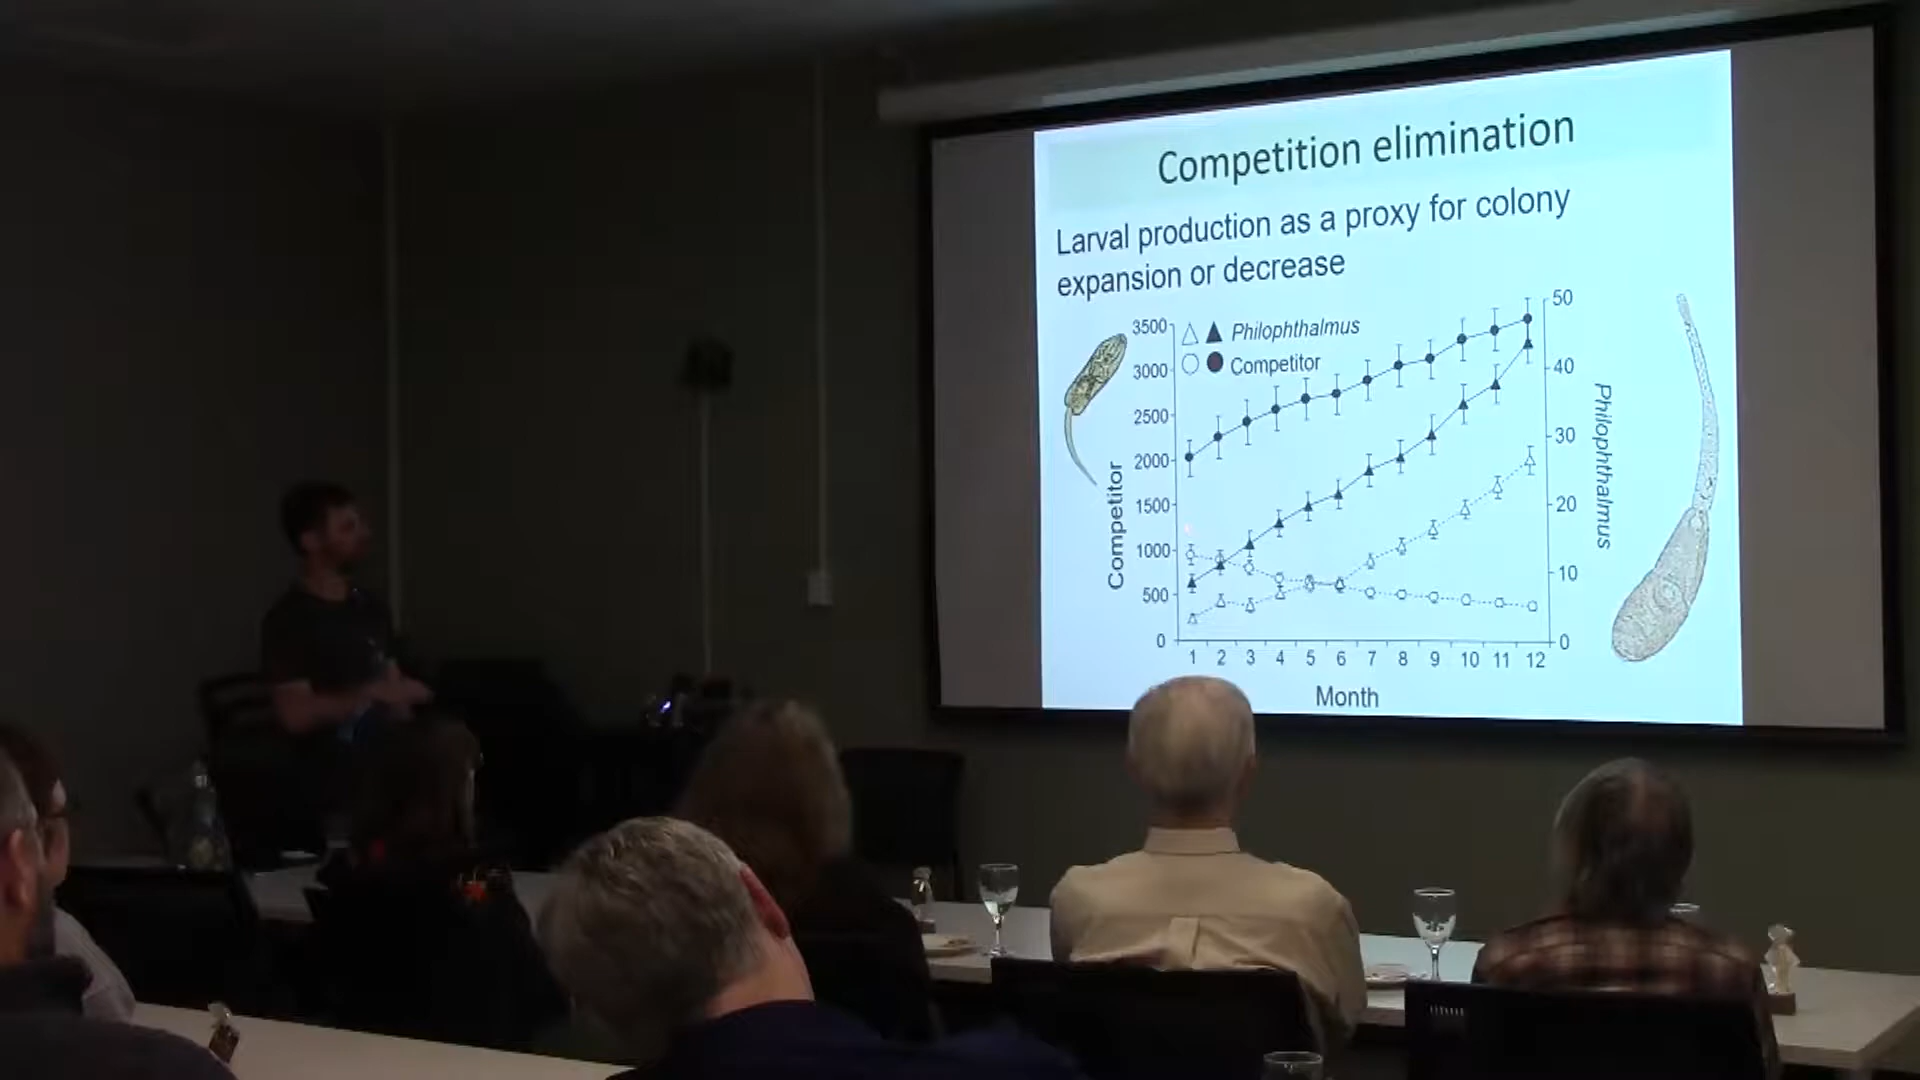 Competition elimination
Larval production as a proxy for colony
expansion or decrease
Philophthalmus
Competitor
3500
3000
2500
2000
1500
1000
500
0
Competitor
50
40
30
20
10
0
Philophthalmus
1 2 3 4 5 6 7 8 9 10 11 12
Month